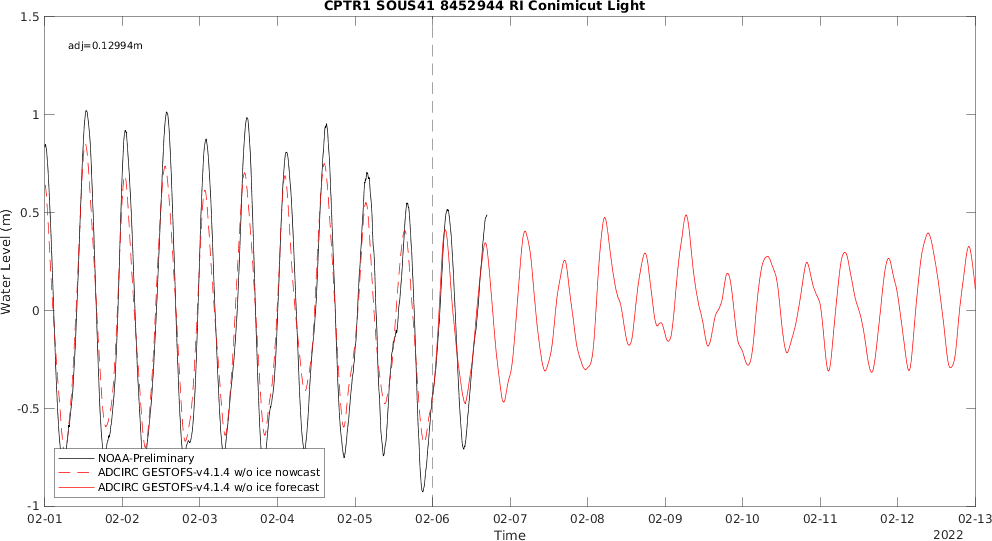 CPTR1 SOUS41 8452944 RI Conimicut Light
adj=0.12994m
1.5
1
0.5
0
-0.5
-1
Water Level (m)
NOAA-Preliminary
ADCIRC GESTOFS-v4.1.4 w/o ice nowcast
ADCIRC GESTOFS-v4.1.4 w/o ice forecast
02-01 02-02 02-03 02-04 02-05 02-06 02-07 02-08 02-09 02-10 02-11 02-12 02-13
Time
2022